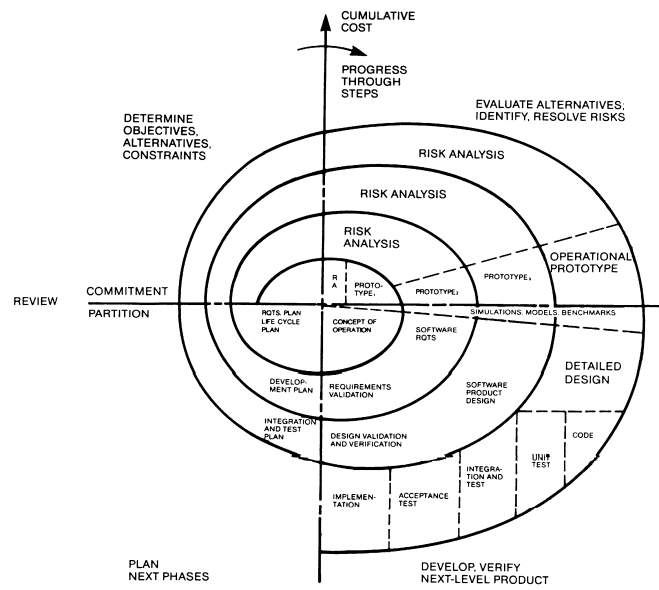 CUMULATIVE
COST
PROGRESS
THROUGH
STEPS
EVALUATE ALTERNATIVES;
IDENTIFY, RESOLVE RISKS
DETERMINE
OBJECTIVES,
ALTERNATIVES,
CONSTRAINTS
RISK ANALYSIS
RISK ANALYSIS
RISK
ANALYSIS
OPERATIONAL
PROTOTYPE
R
A
PROTO-
TYPE₁
PROTOTYPE₂
PROTOTYPE₃
REVIEW
COMMITMENT
PARTITION
SIMULATIONS, MODELS, BENCHMARKS
RQTS. PLAN
LIFE CYCLE
PLAN
CONCEPT OF
OPERATION
SOFTWARE
RQTS
DETAILED
DESIGN
DEVELOP-
MENT PLAN
REQUIREMENTS
VALIDATION
SOFTWARE
PRODUCT
DESIGN
INTEGRATION
AND TEST
PLAN
DESIGN VALIDATION
AND VERIFICATION
CODE
UNIT
TEST
INTEGRA-
TION AND
TEST
ACCEPTANCE
TEST
IMPLEMEN-
TATION
PLAN
NEXT PHASES
DEVELOP, VERIFY
NEXT-LEVEL PRODUCT